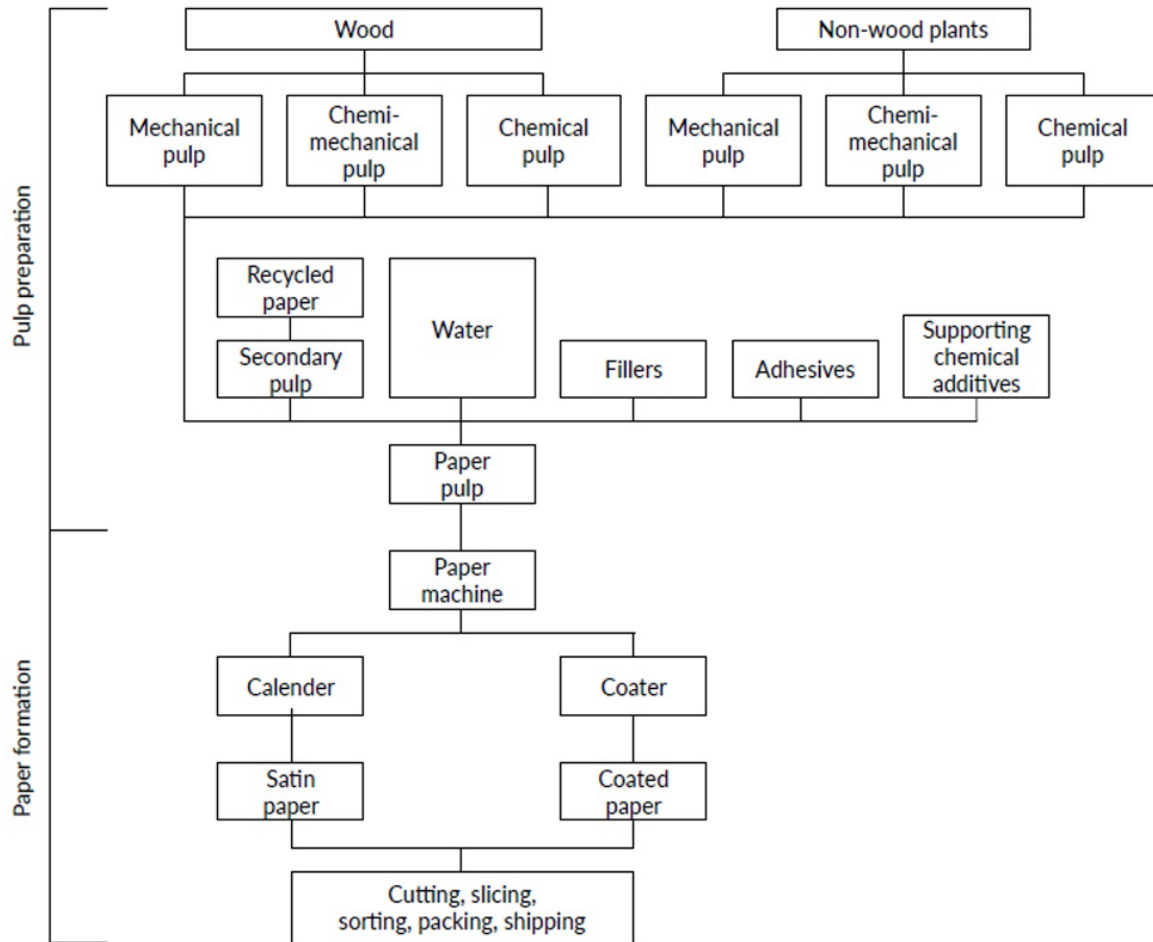 Wood
Non-wood plants
Mechanical
pulp
Chemi-
mechanical
pulp
Chemical
pulp
Mechanical
pulp
Chemi-
mechanical
pulp
Chemical
pulp
Pulp preparation
Recycled
paper
Secondary
pulp
Water
Fillers
Adhesives
Supporting
chemical
additives
Paper
pulp
Paper formation
Paper
machine
Calender
Coater
Satin
paper
Coated
paper
Cutting, slicing,
sorting, packing, shipping